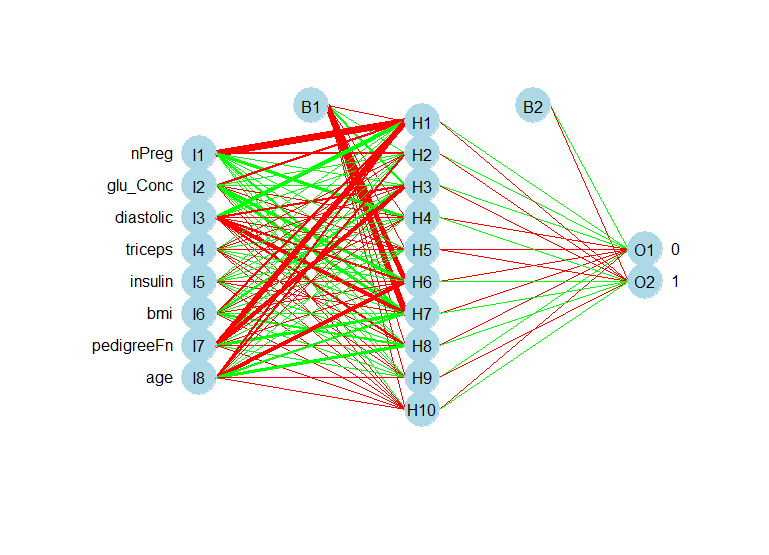 B1
B2
H1
nPreg I1 H2
glu_Conc I2 H3
diastolic I3 H4
triceps I4 H5 O1 0
insulin I5 H6 O2 1
bmi I6 H7
pedigreeFn I7 H8
age I8 H9
H10